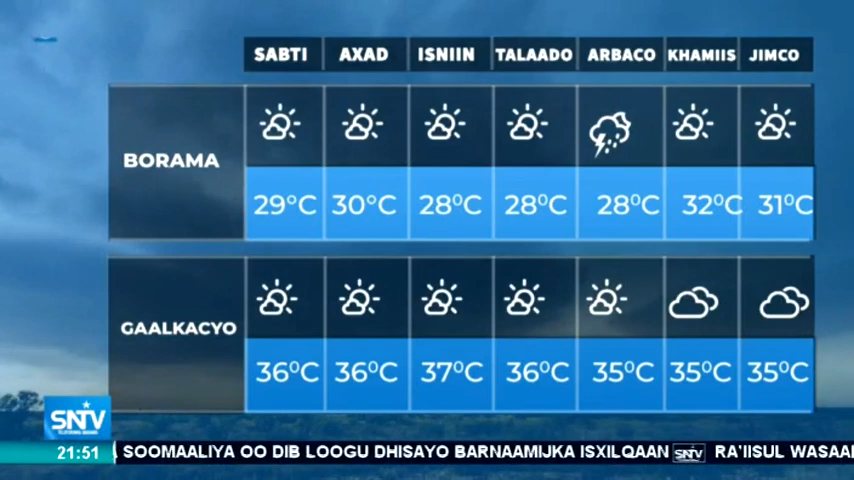 SABTI AXAD ISNIIN TALAADO ARBACO KHAMIIS JIMCO
BORAMA
29°C 30°C 28°C 28°C 28°C 32°C 31°C
GAALKACYO
36°C 36°C 37°C 36°C 35°C 35°C 35°C
SNTV
21:51 A SOOMAALIYA OO DIB LOOGU DHISAYO BARNAAMIJKA ISXILQAAN SNTV RA'IISUL WASAA